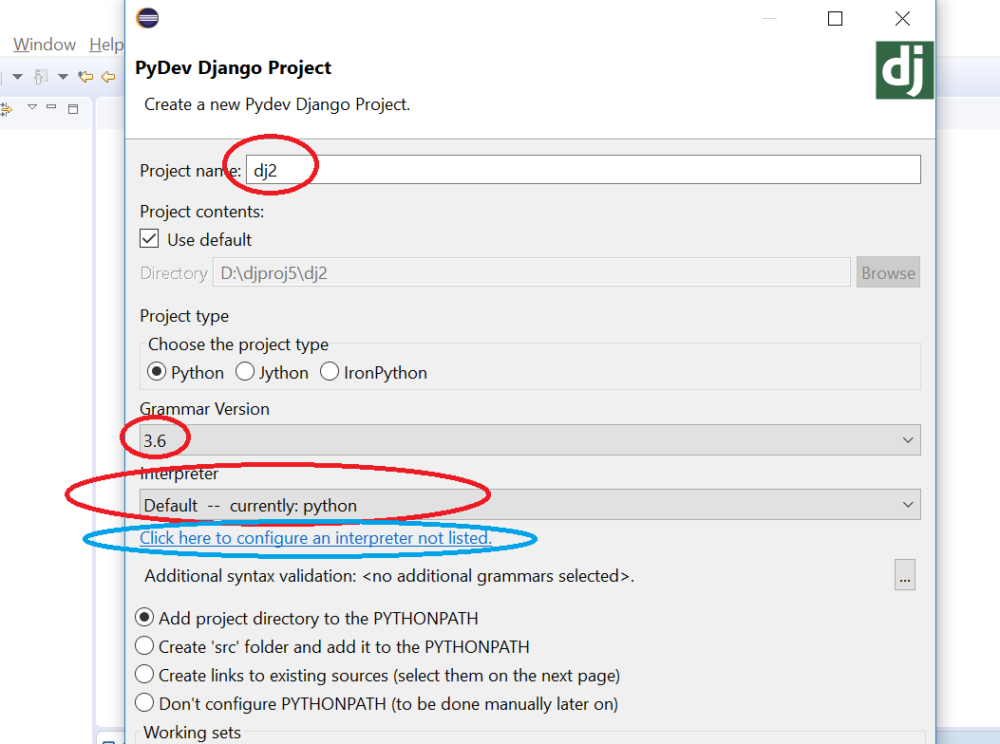 Window Help
PyDev Django Project
dj
Create a new Pydev Django Project.
Project name: dj2
Project contents:
Use default
Directory D:\djproj5\dj2 Browse
Project type
Choose the project type
Python Jython IronPython
Grammar Version
3.6
Interpreter
Default -- currently: python
Click here to configure an interpreter not listed.
Additional syntax validation: <no additional grammars selected>. ...
Add project directory to the PYTHONPATH
Create 'src' folder and add it to the PYTHONPATH
Create links to existing sources (select them on the next page)
Don't configure PYTHONPATH (to be done manually later on)
Working sets